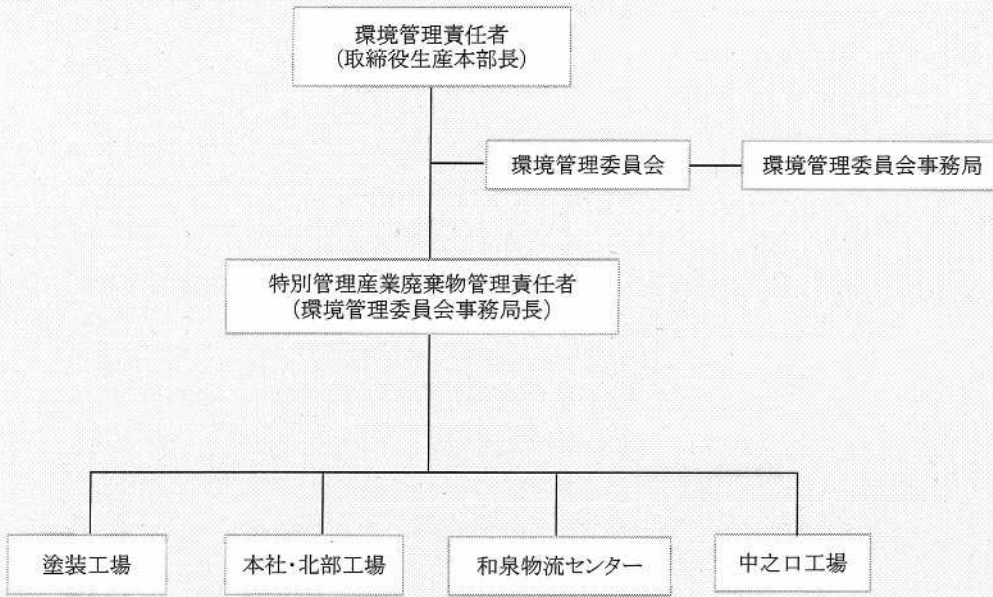 環境管理責任者
(取締役生産本部長)
環境管理委員会
環境管理委員会事務局
特別管理産業廃棄物管理責任者
(環境管理委員会事務局長)
塗装工場
本社・北部工場
和泉物流センター
中之口工場